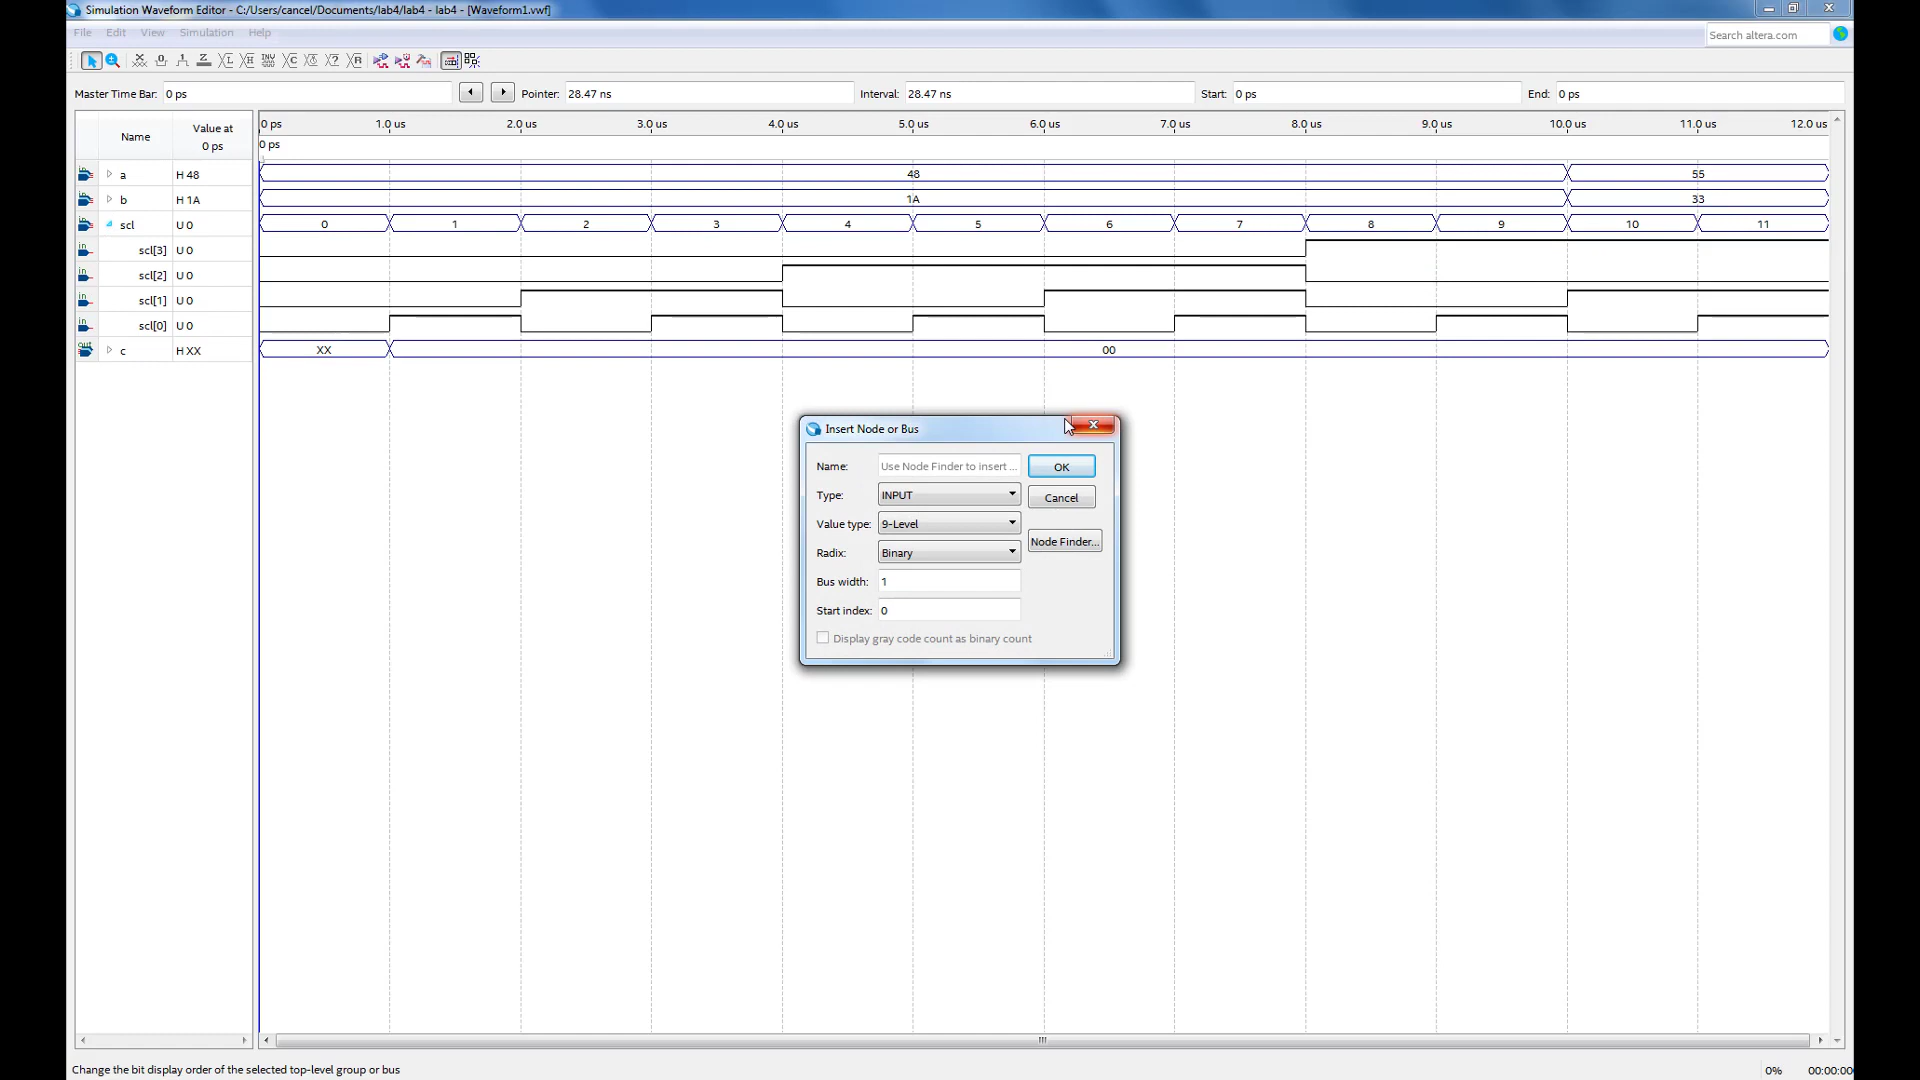 Simulation Waveform Editor - C:/Users/cancel/Documents/lab4/lab4 - lab4 - [Waveform1.vwf]
File Edit View Simulation Help
Search altera.com
Master Time Bar: 0 ps Pointer: 28.47 ns Interval: 28.47 ns Start: 0 ps End: 0 ps
Name Value at 0 ps
0 ps 1.0 us 2.0 us 3.0 us 4.0 us 5.0 us 6.0 us 7.0 us 8.0 us 9.0 us 10.0 us 11.0 us 12.0 us
0 ps
a H 48 48 55
b H 1A 1A 33
scl U 0 0 1 2 3 4 5 6 7 8 9 10 11
scl[3] U 0
scl[2] U 0
scl[1] U 0
scl[0] U 0
c H XX XX 00
Insert Node or Bus
Name: Use Node Finder to insert ... OK
Type: INPUT Cancel
Value type: 9-Level
Radix: Binary Node Finder...
Bus width: 1
Start index: 0
Display gray code count as binary count
Change the bit display order of the selected top-level group or bus
0% 00:00:00